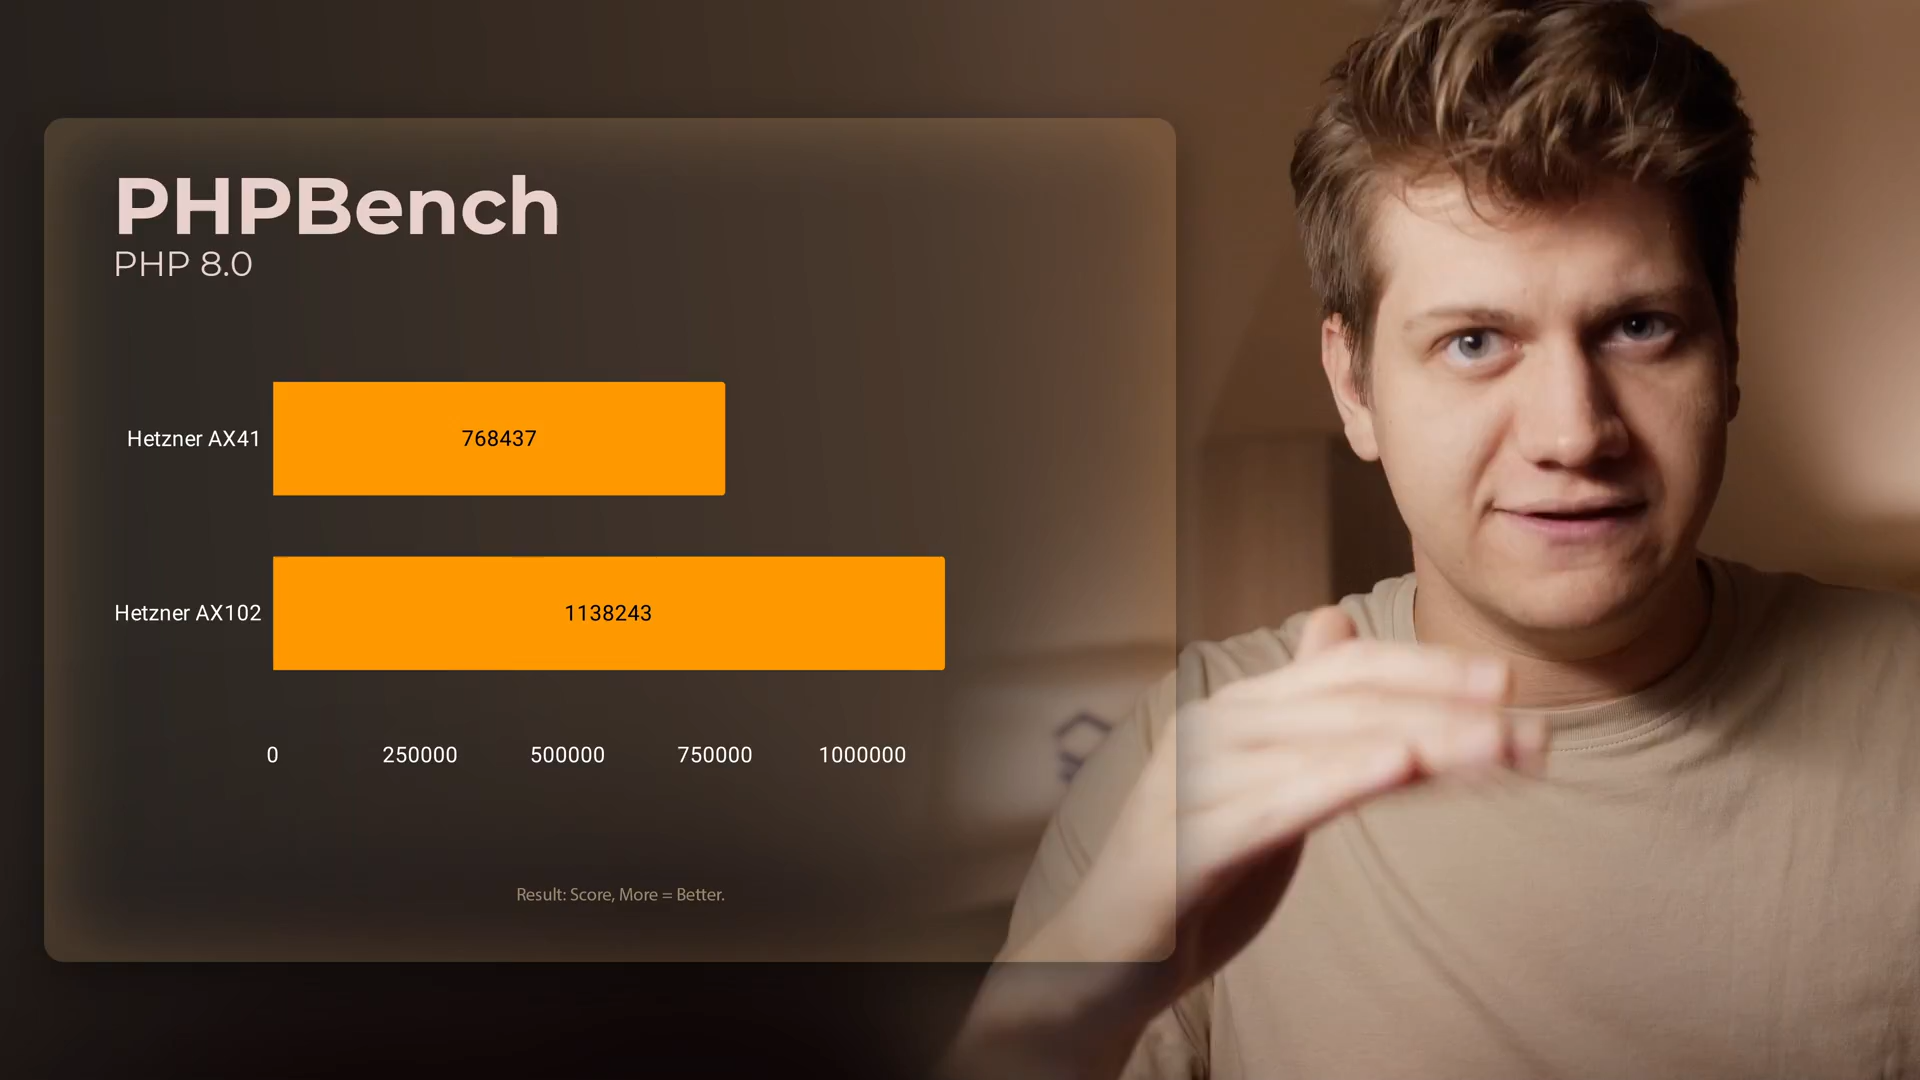 PHPBench
PHP 8.0
Hetzner AX41
768437
Hetzner AX102
1138243
0 250000 500000 750000 1000000
Result: Score, More = Better.